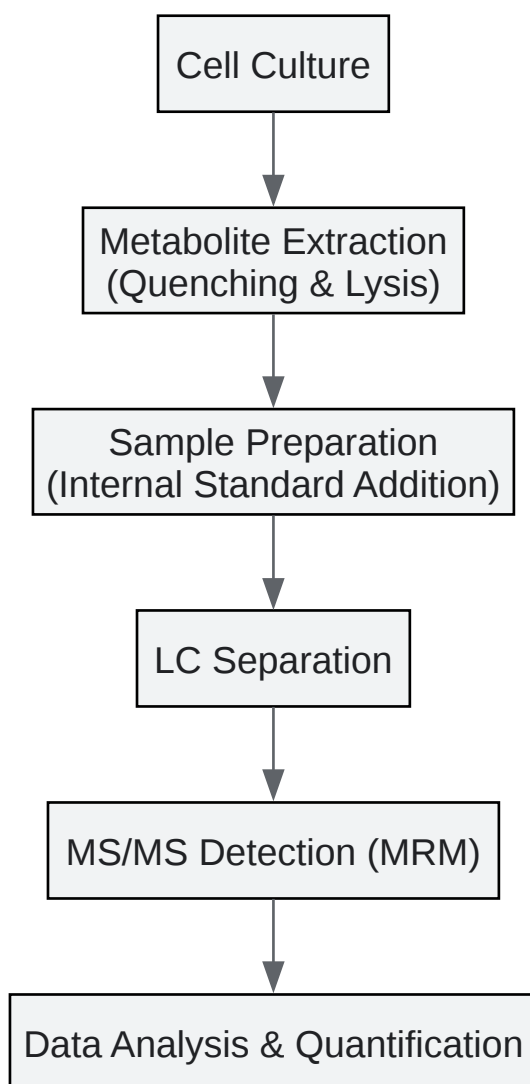 Cell Culture
Metabolite Extraction
(Quenching & Lysis)
Sample Preparation
(Internal Standard Addition)
LC Separation
MS/MS Detection (MRM)
Data Analysis & Quantification